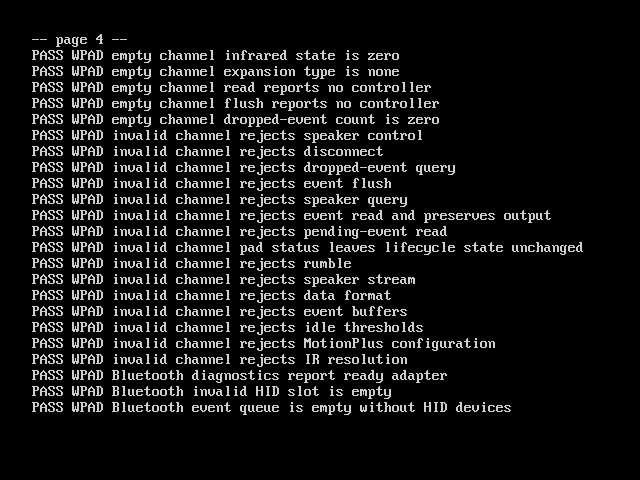 -- page 4 --
PASS WPAD empty channel infrared state is zero
PASS WPAD empty channel expansion type is none
PASS WPAD empty channel read reports no controller
PASS WPAD empty channel flush reports no controller
PASS WPAD empty channel dropped-event count is zero
PASS WPAD invalid channel rejects speaker control
PASS WPAD invalid channel rejects disconnect
PASS WPAD invalid channel rejects dropped-event query
PASS WPAD invalid channel rejects event flush
PASS WPAD invalid channel rejects speaker query
PASS WPAD invalid channel rejects event read and preserves output
PASS WPAD invalid channel rejects pending-event read
PASS WPAD invalid channel pad status leaves lifecycle state unchanged
PASS WPAD invalid channel rejects rumble
PASS WPAD invalid channel rejects speaker stream
PASS WPAD invalid channel rejects data format
PASS WPAD invalid channel rejects event buffers
PASS WPAD invalid channel rejects idle thresholds
PASS WPAD invalid channel rejects MotionPlus configuration
PASS WPAD invalid channel rejects IR resolution
PASS WPAD Bluetooth diagnostics report ready adapter
PASS WPAD Bluetooth invalid HID slot is empty
PASS WPAD Bluetooth event queue is empty without HID devices